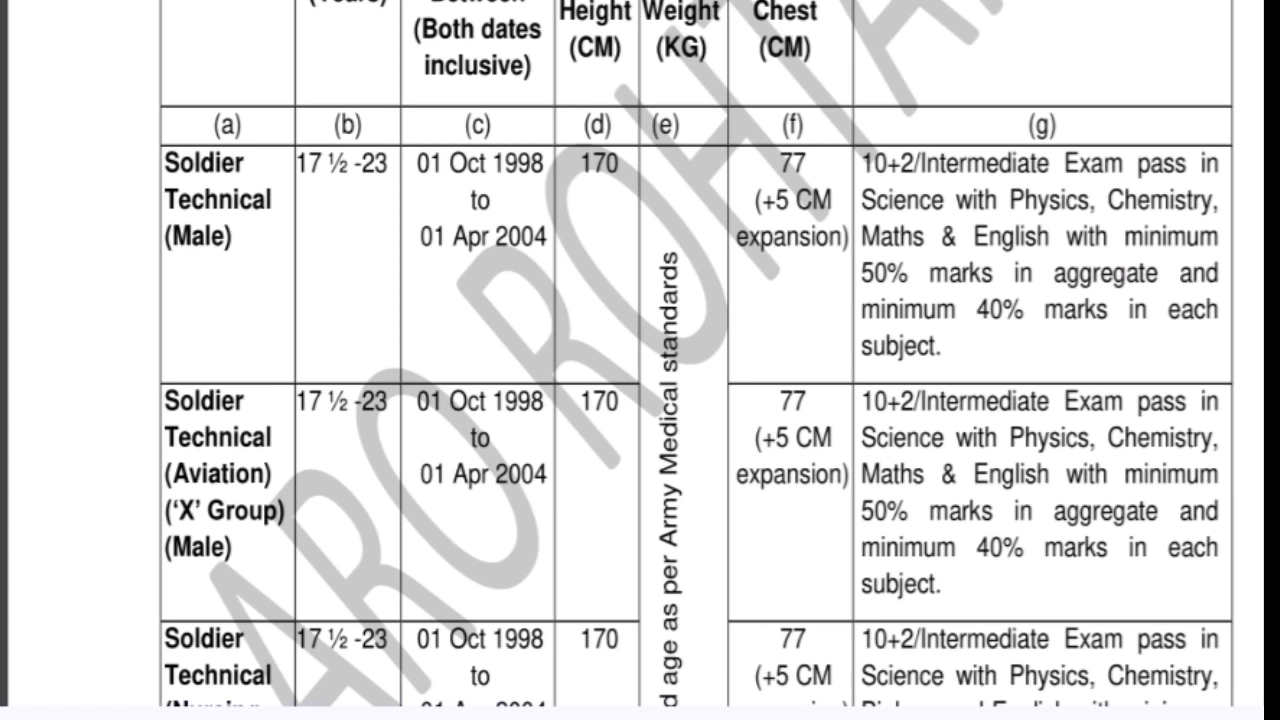 (Years)
Between
(Both dates
inclusive)
Height
(CM)
Weight
(KG)
Chest
(CM)
(a) (b) (c) (d) (e) (f) (g)
Soldier
Technical
(Male)
17 ½ -23
01 Oct 1998
to
01 Apr 2004
170
77
(+5 CM
expansion)
10+2/Intermediate Exam pass in
Science with Physics, Chemistry,
Maths & English with minimum
50% marks in aggregate and
minimum 40% marks in each
subject.
Soldier
Technical
(Aviation)
(‘X’ Group)
(Male)
17 ½ -23
01 Oct 1998
to
01 Apr 2004
170
77
(+5 CM
expansion)
10+2/Intermediate Exam pass in
Science with Physics, Chemistry,
Maths & English with minimum
50% marks in aggregate and
minimum 40% marks in each
subject.
Soldier
Technical
17 ½ -23
01 Oct 1998
to
170
77
(+5 CM
10+2/Intermediate Exam pass in
Science with Physics, Chemistry,
age as per Army Medical standards
ARO ROHTA